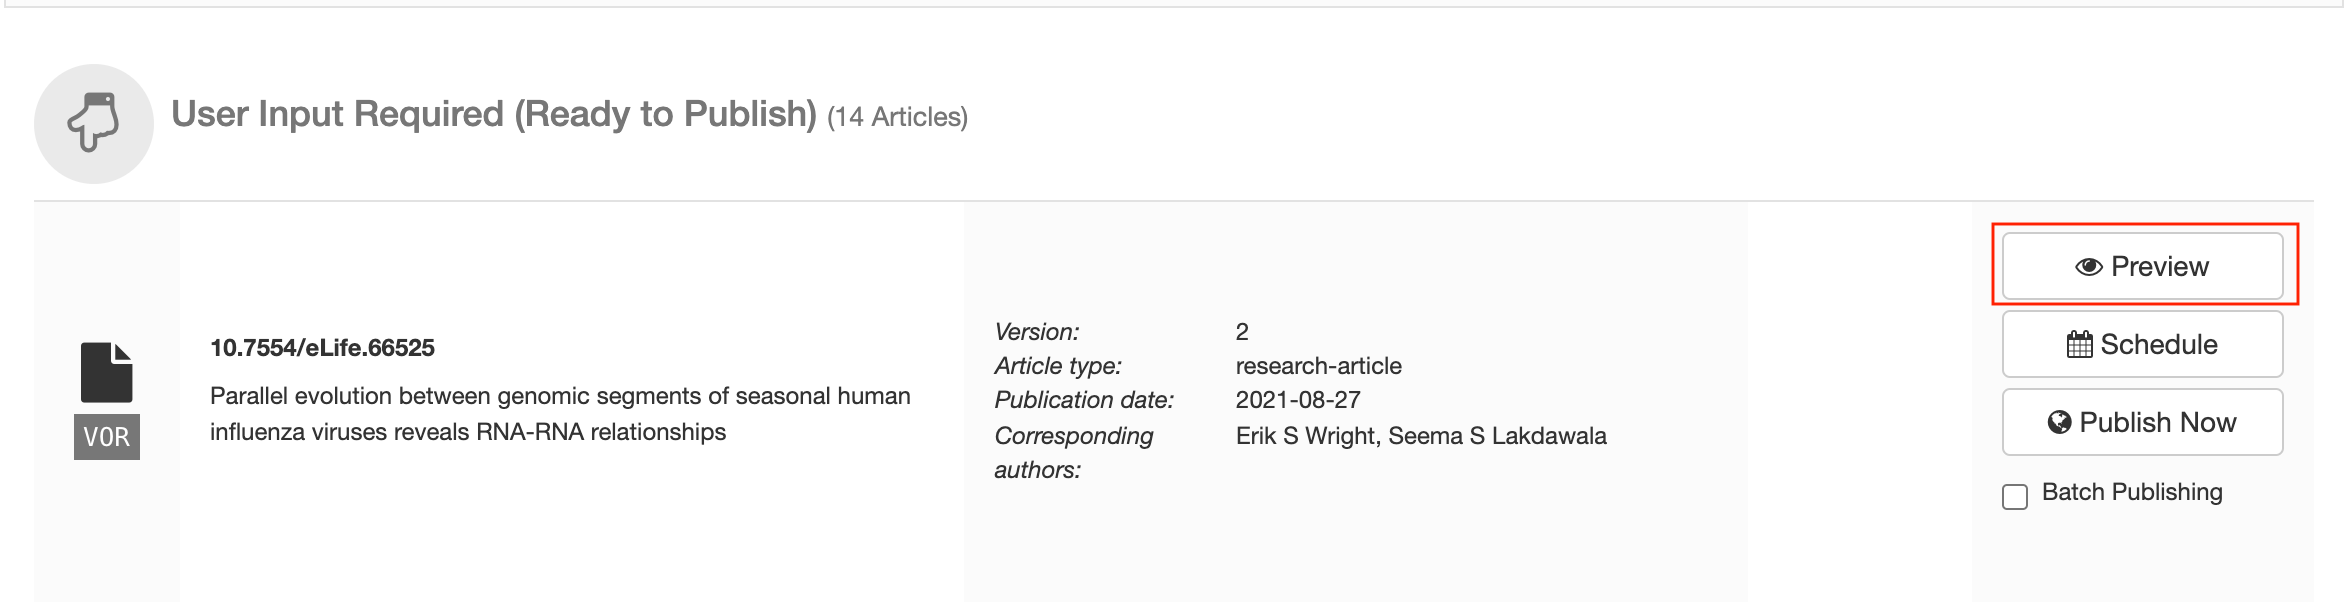 User Input Required (Ready to Publish) (14 Articles)
VOR
10.7554/eLife.66525
Parallel evolution between genomic segments of seasonal human
influenza viruses reveals RNA-RNA relationships
Version: 2
Article type: research-article
Publication date: 2021-08-27
Corresponding Erik S Wright, Seema S Lakdawala
authors:
Preview
Schedule
Publish Now
Batch Publishing